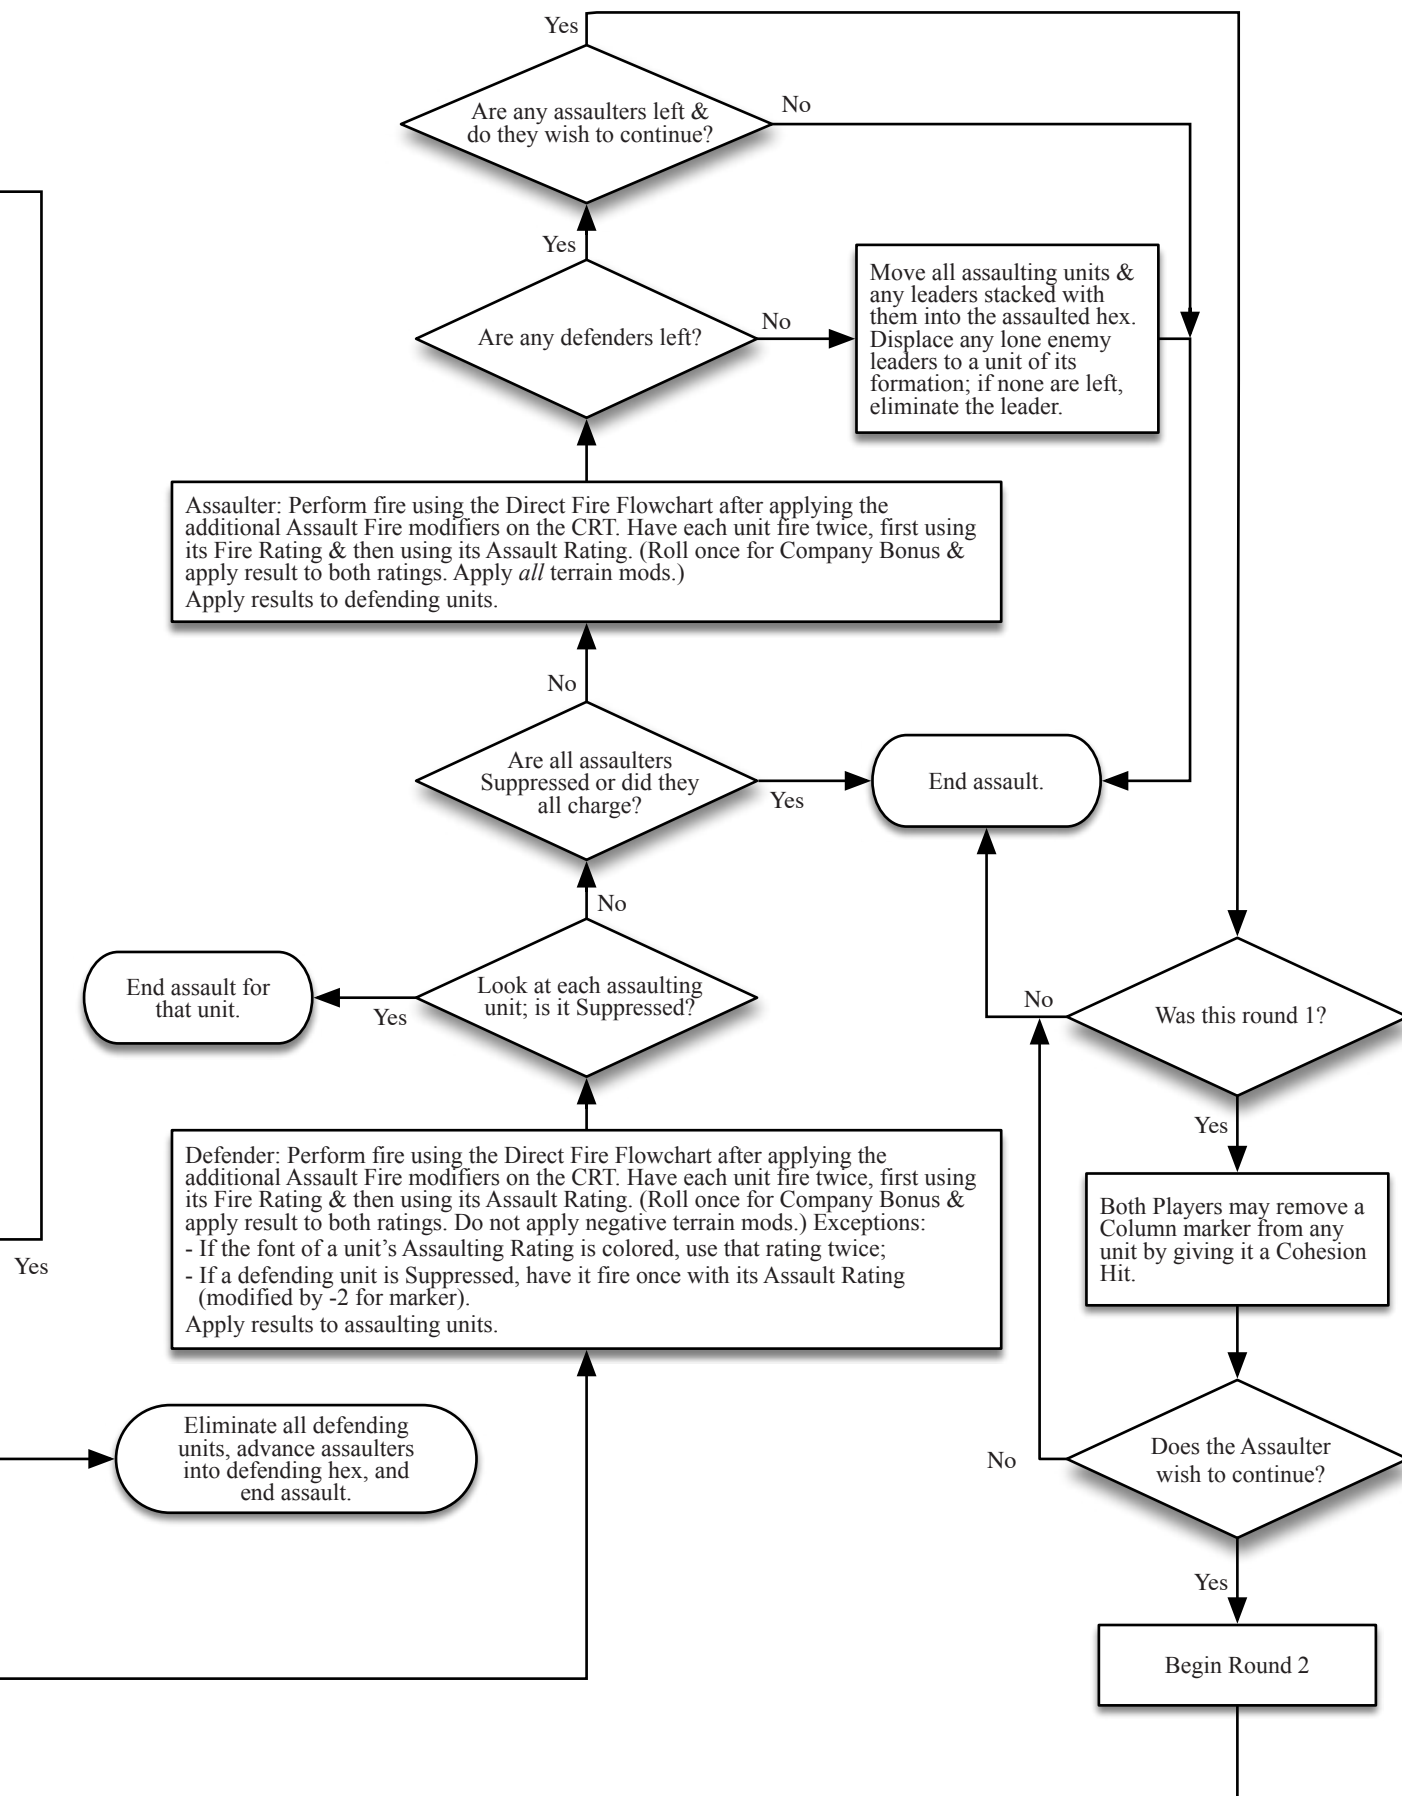 Yes
Are any assaulters left &
do they wish to continue?
No
Yes
Are any defenders left?
No
Move all assaulting units &
any leaders stacked with
them into the assaulted hex.
Displace any lone enemy
leaders to a unit of its
formation; if none are left,
eliminate the leader.
Assaulter: Perform fire using the Direct Fire Flowchart after applying the
additional Assault Fire modifiers on the CRT. Have each unit fire twice, first using
its Fire Rating & then using its Assault Rating. (Roll once for Company Bonus &
apply result to both ratings. Apply all terrain mods.)
Apply results to defending units.
No
Are all assaulters
Suppressed or did they
all charge?
Yes
End assault.
No
Look at each assaulting
unit; is it Suppressed?
Yes
End assault for
that unit.
No
Was this round 1?
Yes
Defender: Perform fire using the Direct Fire Flowchart after applying the
additional Assault Fire modifiers on the CRT. Have each unit fire twice, first using
its Fire Rating & then using its Assault Rating. (Roll once for Company Bonus &
apply result to both ratings. Do not apply negative terrain mods.) Exceptions:
- If the font of a unit's Assaulting Rating is colored, use that rating twice;
- If a defending unit is Suppressed, have it fire once with its Assault Rating
(modified by -2 for marker).
Apply results to assaulting units.
Both Players may remove a
Column marker from any
unit by giving it a Cohesion
Hit.
Yes
Eliminate all defending
units, advance assaulters
into defending hex, and
end assault.
No
Does the Assaulter
wish to continue?
Yes
Begin Round 2